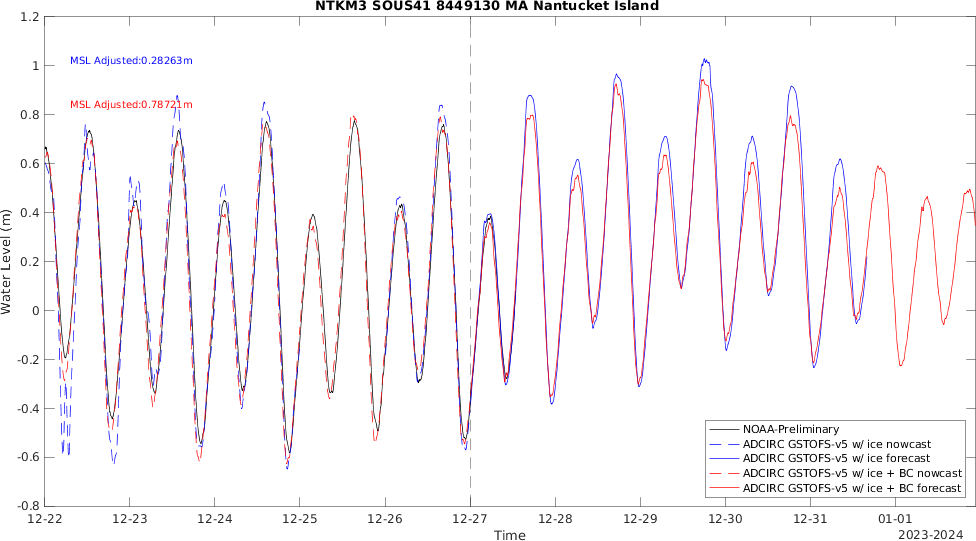 NTKM3 SOUS41 8449130 MA Nantucket Island
1.2
1
0.8
0.6
0.4
0.2
0
-0.2
-0.4
-0.6
-0.8
Water Level (m)
MSL Adjusted:0.28263m
MSL Adjusted:0.78721m
NOAA-Preliminary
ADCIRC GSTOFS-v5 w/ ice nowcast
ADCIRC GSTOFS-v5 w/ ice forecast
ADCIRC GSTOFS-v5 w/ ice + BC nowcast
ADCIRC GSTOFS-v5 w/ ice + BC forecast
12-22 12-23 12-24 12-25 12-26 12-27 12-28 12-29 12-30 12-31 01-01
Time
2023-2024